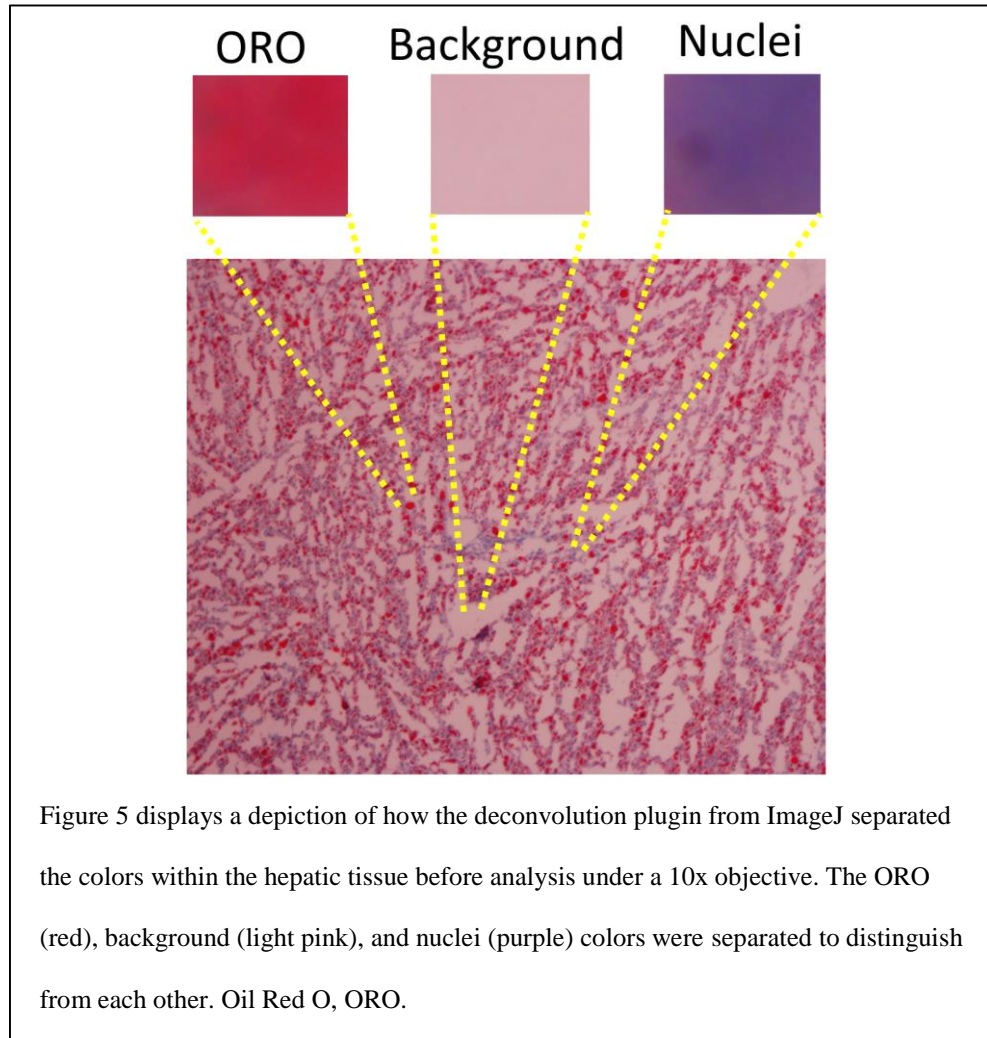 ORO Background Nuclei
Figure 5 displays a depiction of how the deconvolution plugin from ImageJ separated
the colors within the hepatic tissue before analysis under a 10x objective. The ORO
(red), background (light pink), and nuclei (purple) colors were separated to distinguish
from each other. Oil Red O, ORO.